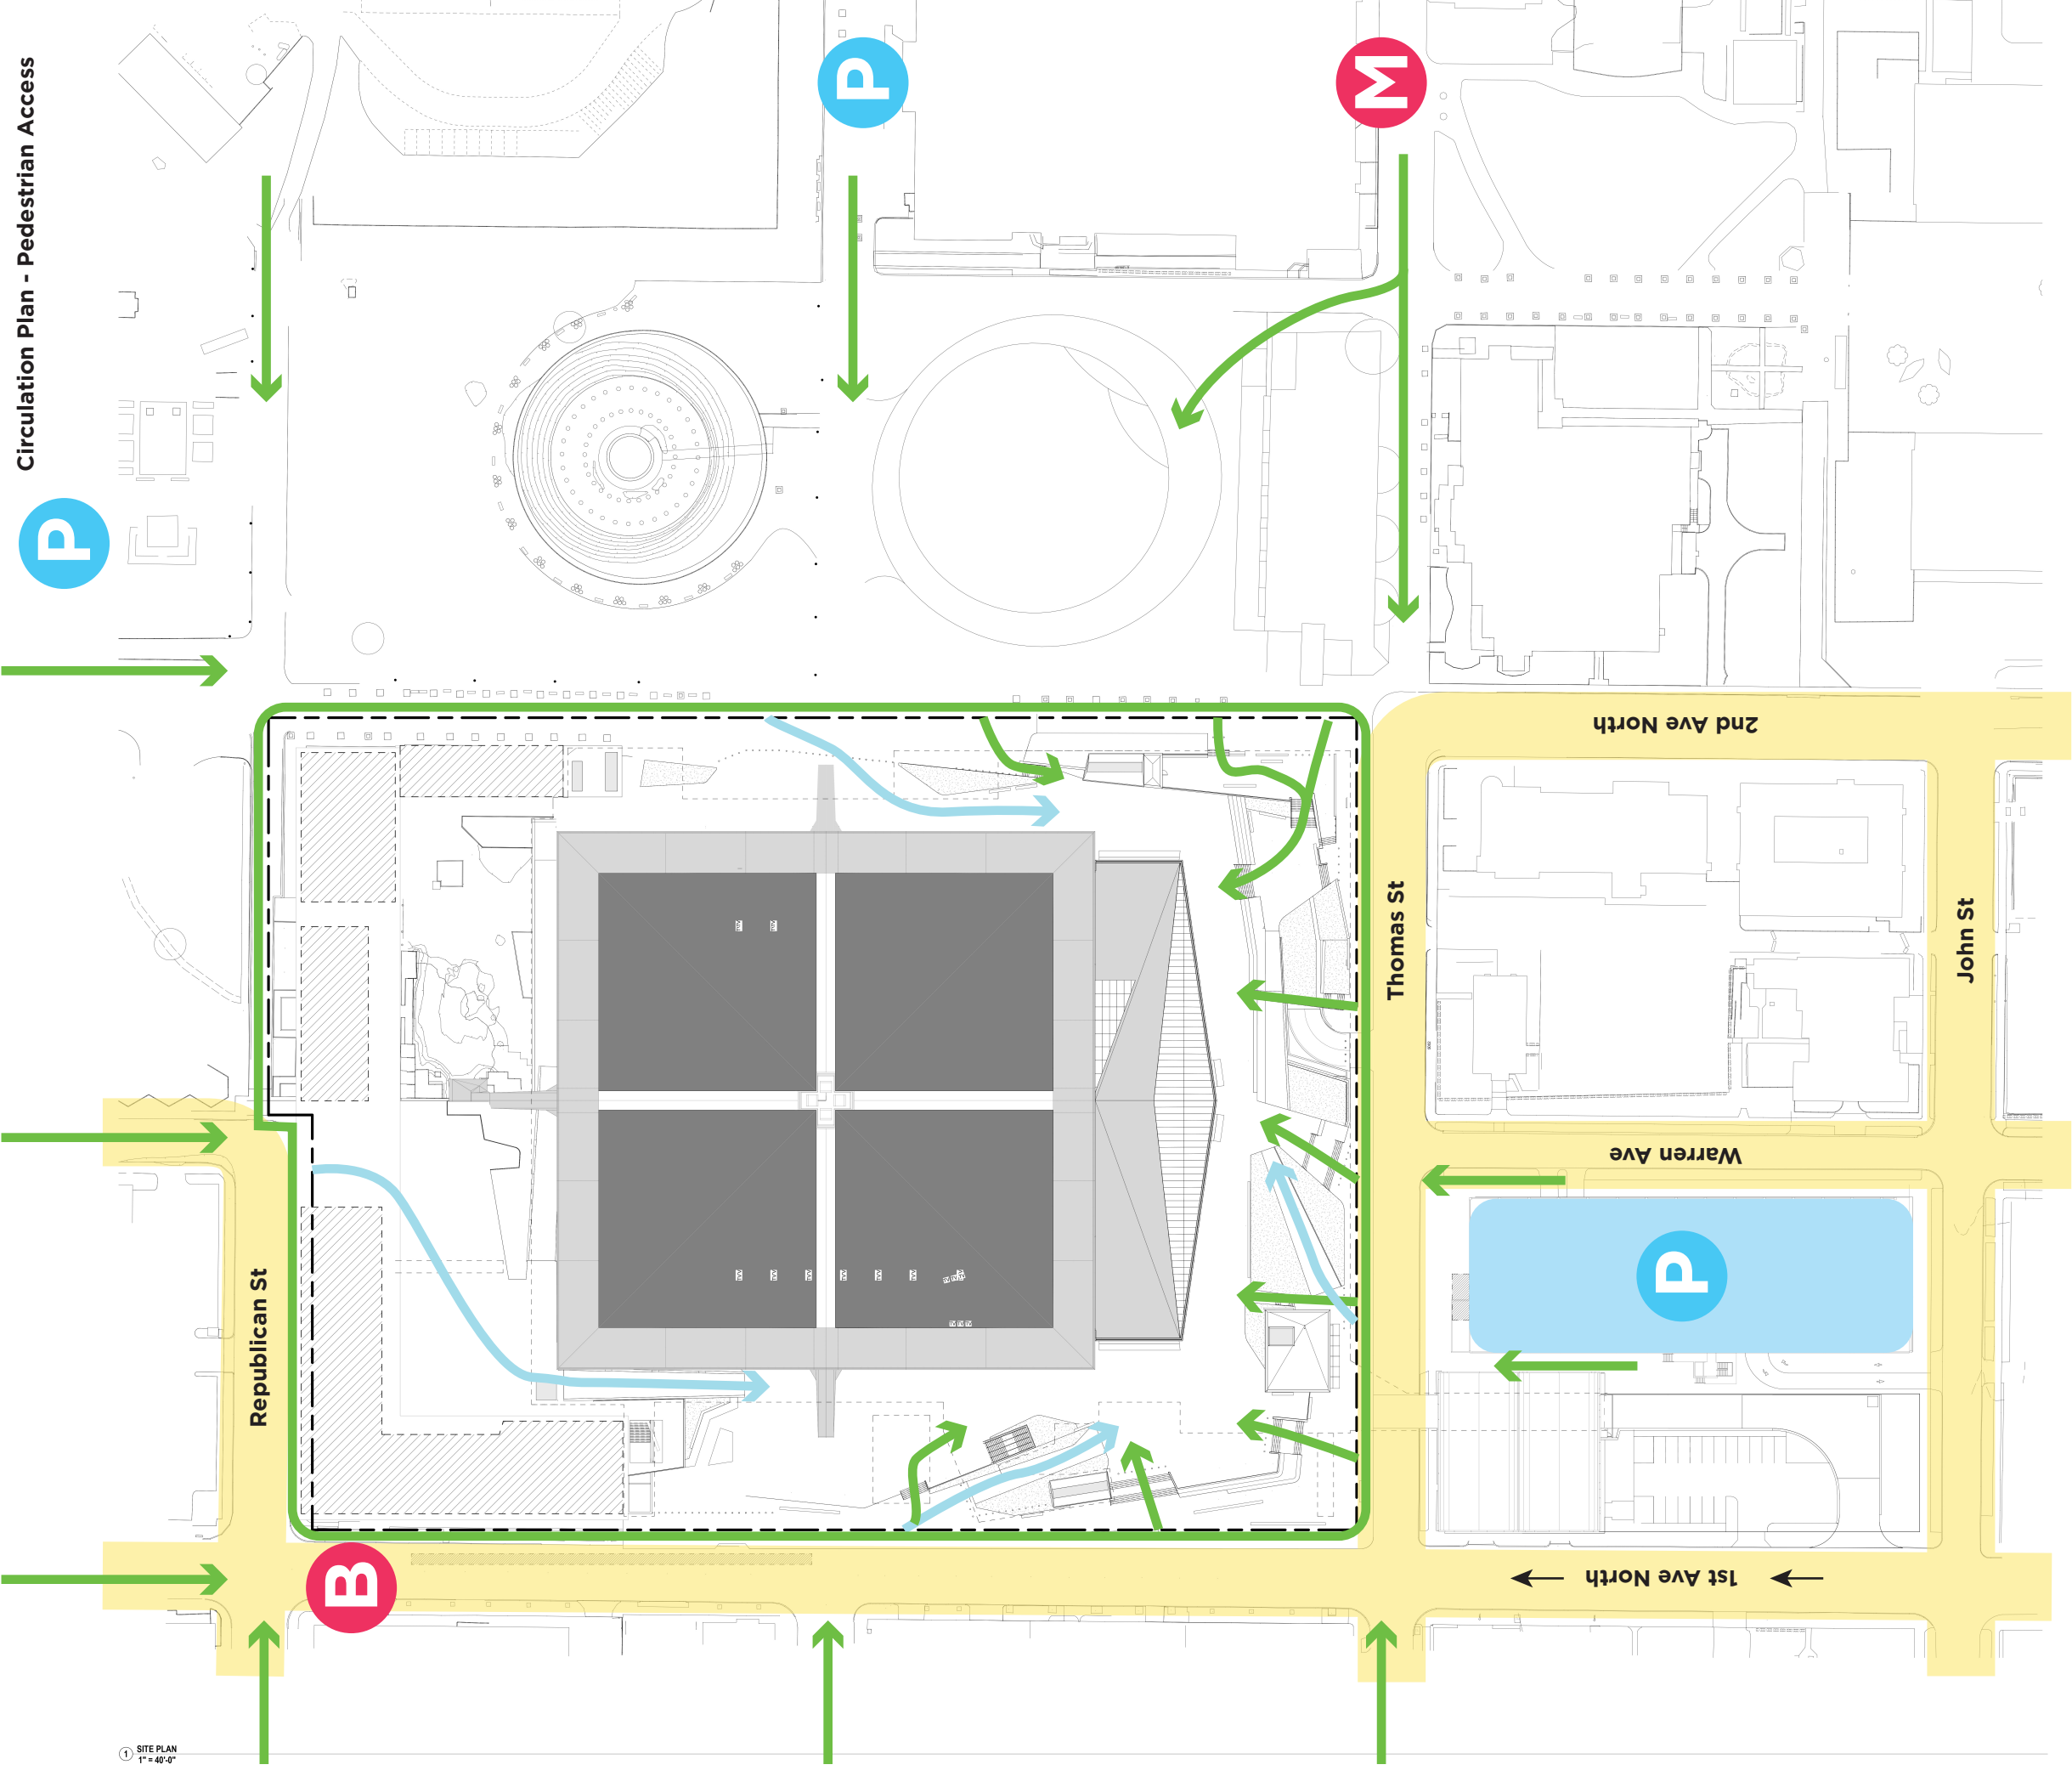 Circulation Plan - Pedestrian Access
P
M
P
2nd Ave North
Thomas St
John St
Warren Ave
P
Republican St
B
1st Ave North
1 SITE PLAN
1" = 40'-0"